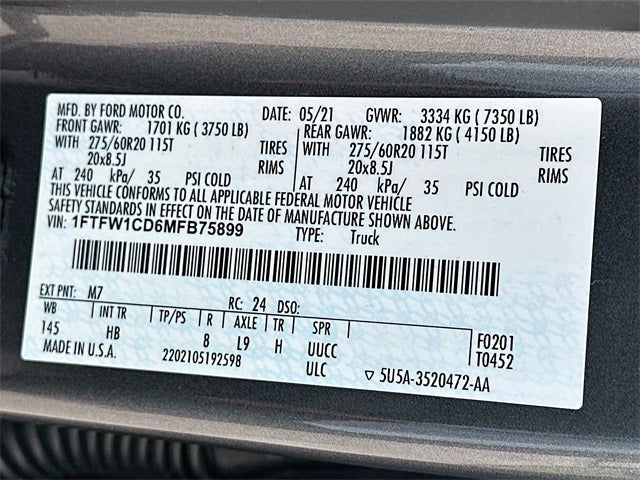 MFD. BY FORD MOTOR CO. DATE: 05/21 GVWR: 3334 KG ( 7350 LB)
FRONT GAWR: 1701 KG ( 3750 LB) REAR GAWR: 1882 KG ( 4150 LB)
WITH 275/60R20 115T TIRES WITH 275/60R20 115T TIRES
20x8.5J RIMS 20x8.5J RIMS
AT 240 kPa/ 35 PSI COLD AT 240 kPa/ 35 PSI COLD
THIS VEHICLE CONFORMS TO ALL APPLICABLE FEDERAL MOTOR VEHICLE
SAFETY STANDARDS IN EFFECT ON THE DATE OF MANUFACTURE SHOWN ABOVE.
VIN: 1FTFW1CD6MFB75899 TYPE: Truck
EXT PNT: M7 RC: 24 DSO:
WB INT TR TP/PS R AXLE TR SPR F0201
145 HB 8 L9 H UUCC T0452
MADE IN U.S.A. 2202105192598 ULC ▽ 5U5A-3520472-AA